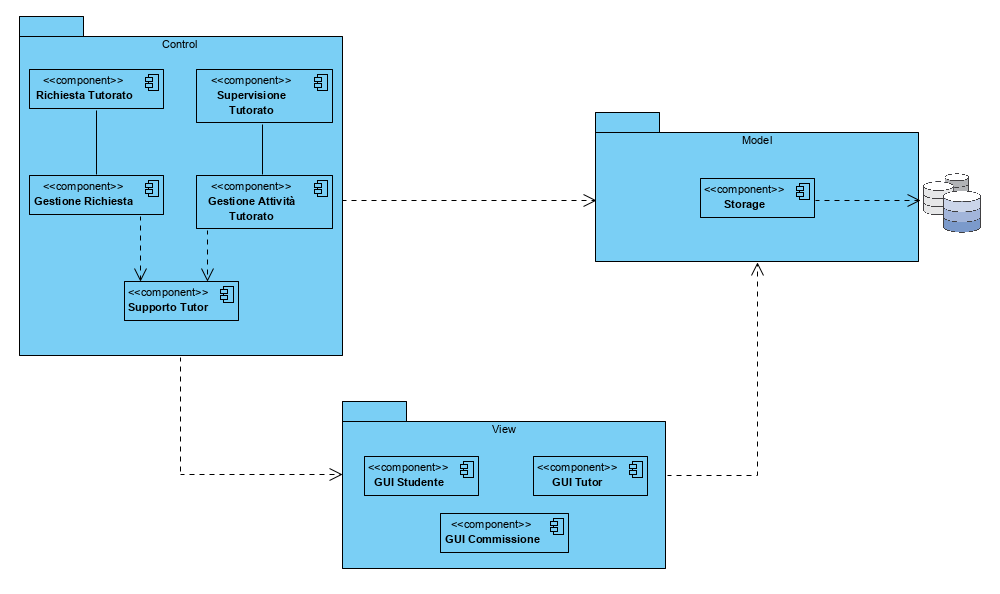 Control
<<component>>
Richiesta Tutorato
<<component>>
Supervisione
Tutorato
<<component>>
Gestione Richiesta
<<component>>
Gestione Attività
Tutorato
<<component>>
Supporto Tutor
Model
<<component>>
Storage
View
<<component>>
GUI Studente
<<component>>
GUI Tutor
<<component>>
GUI Commissione